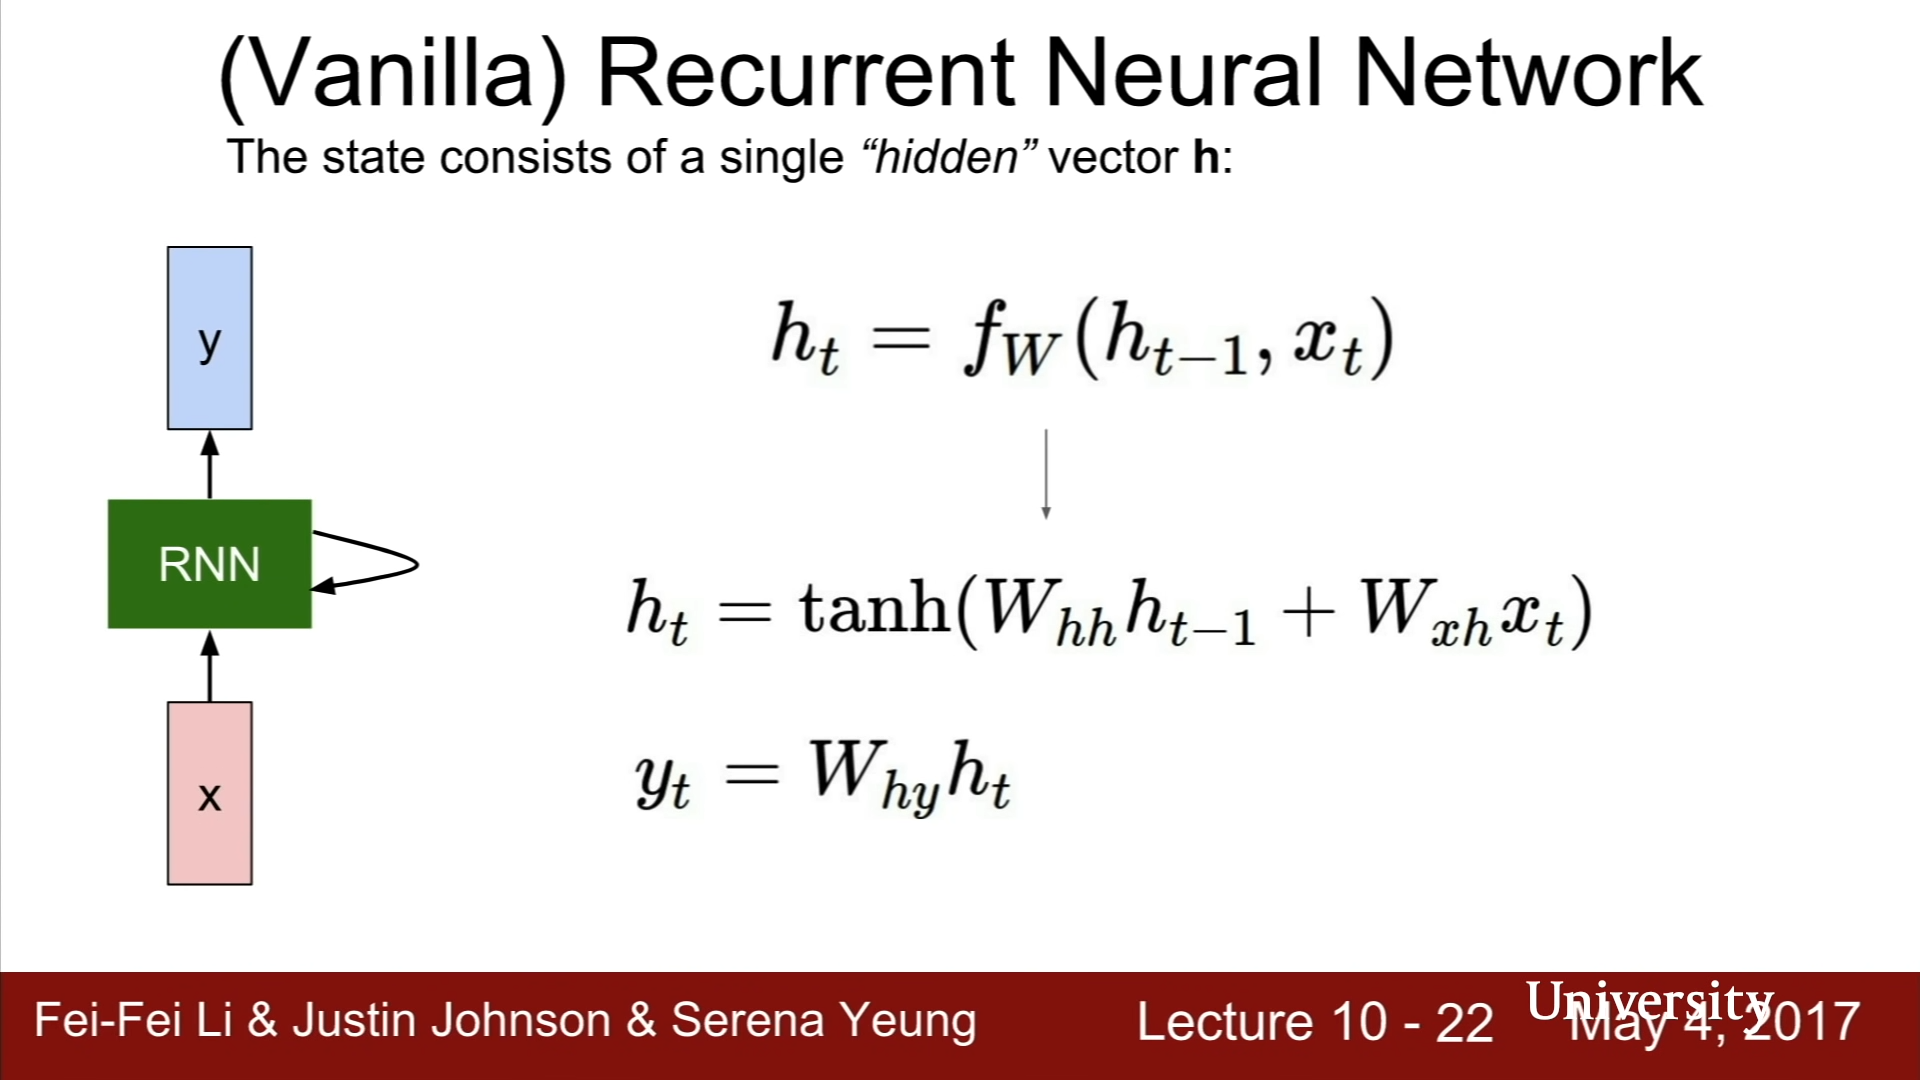 (Vanilla) Recurrent Neural Network
The state consists of a single “hidden” vector h:
y
RNN
x
h_t = f_W(h_{t−1}, x_t)
h_t = tanh(W_{hh}h_{t−1} + W_{xh}x_t)
y_t = W_{hy}h_t
Fei-Fei Li & Justin Johnson & Serena Yeung
Lecture 10 - 22
University
May 4, 2017